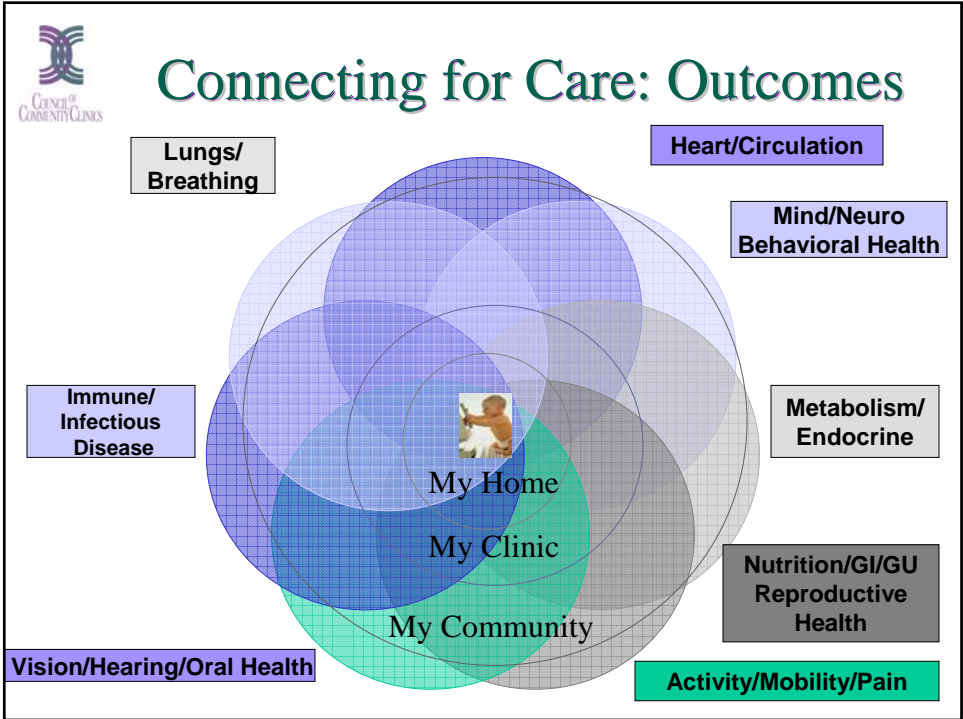 COUNCIL OF
COMMUNITY CLINICS
Connecting for Care: Outcomes
Lungs/
Breathing
Heart/Circulation
Mind/Neuro
Behavioral Health
Immune/
Infectious
Disease
Metabolism/
Endocrine
My Home
My Clinic
My Community
Nutrition/GI/GU
Reproductive
Health
Vision/Hearing/Oral Health
Activity/Mobility/Pain